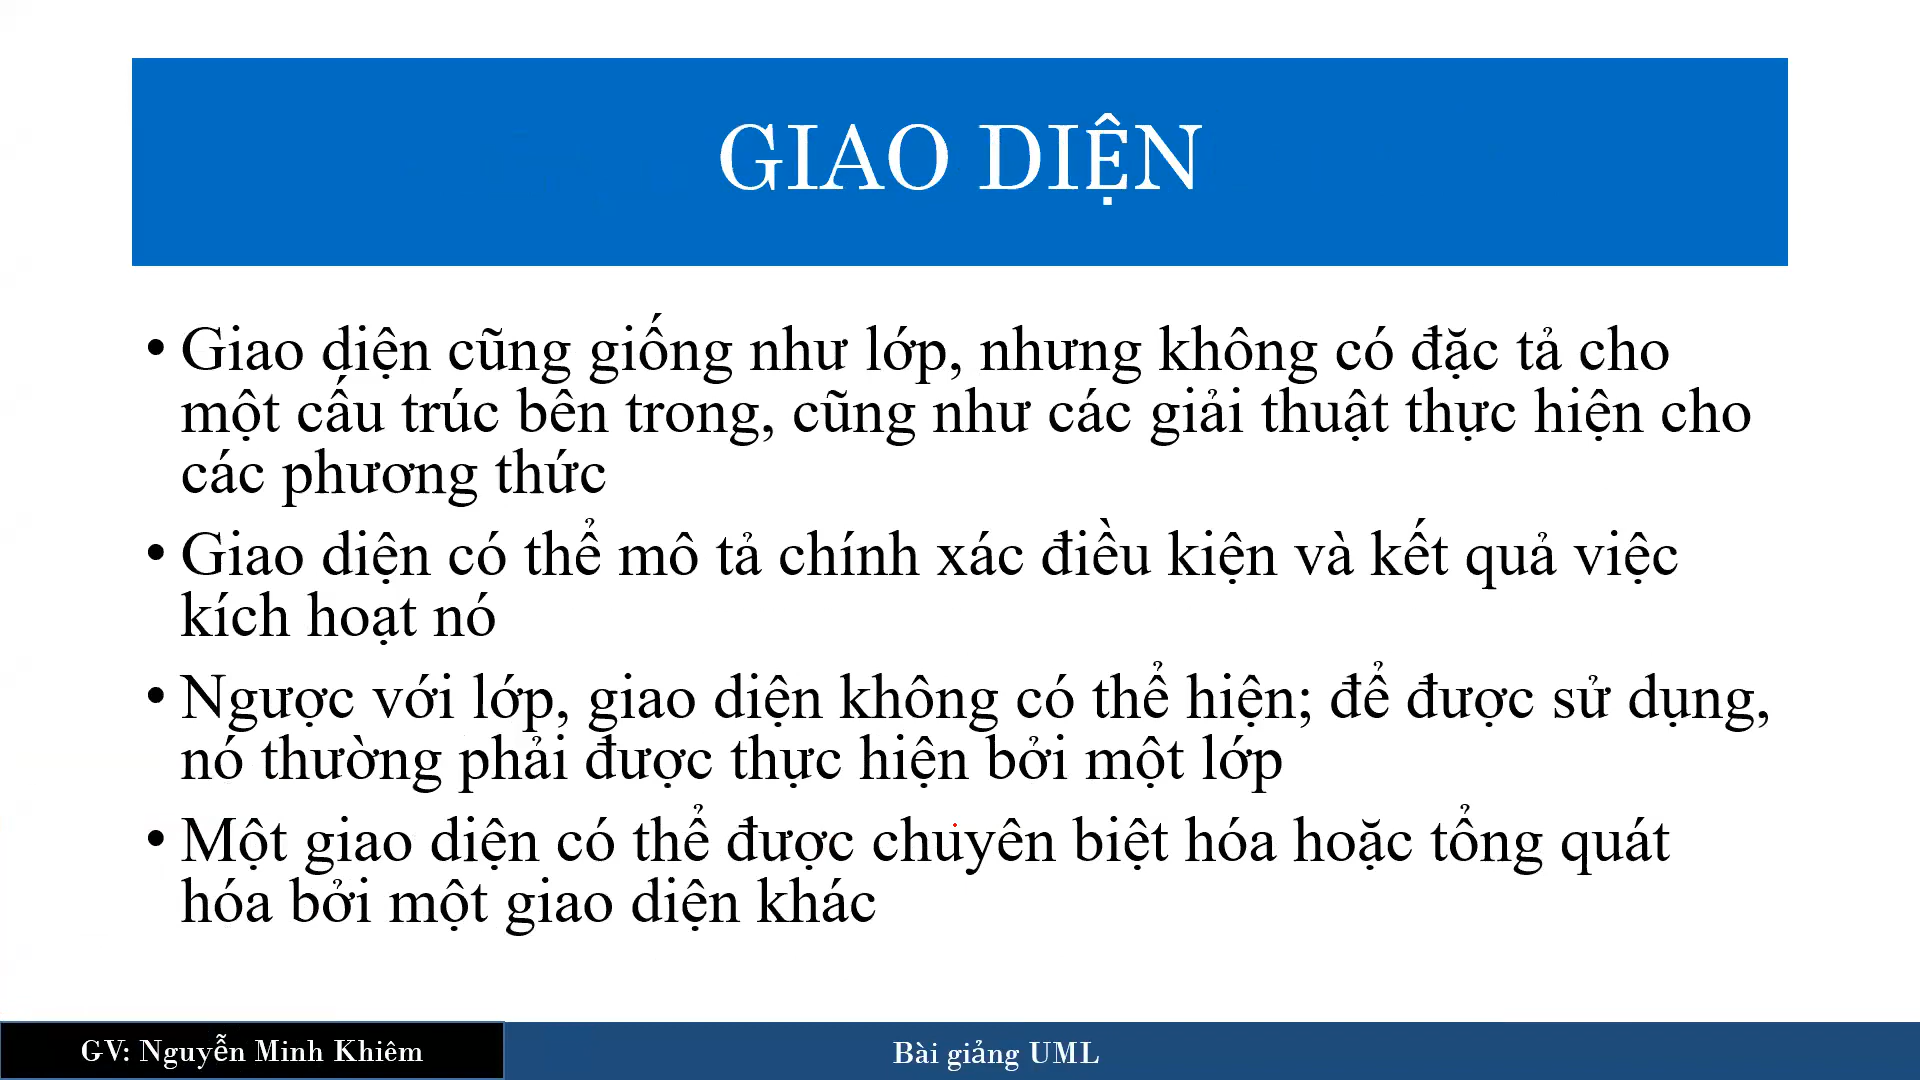 GIAO DIỆN
• Giao diện cũng giống như lớp, nhưng không có đặc tả cho
một cấu trúc bên trong, cũng như các giải thuật thực hiện cho
các phương thức
• Giao diện có thể mô tả chính xác điều kiện và kết quả việc
kích hoạt nó
• Ngược với lớp, giao diện không có thể hiện; để được sử dụng,
nó thường phải được thực hiện bởi một lớp
• Một giao diện có thể được chuyên biệt hóa hoặc tổng quát
hóa bởi một giao diện khác
GV: Nguyễn Minh Khiêm
Bài giảng UML